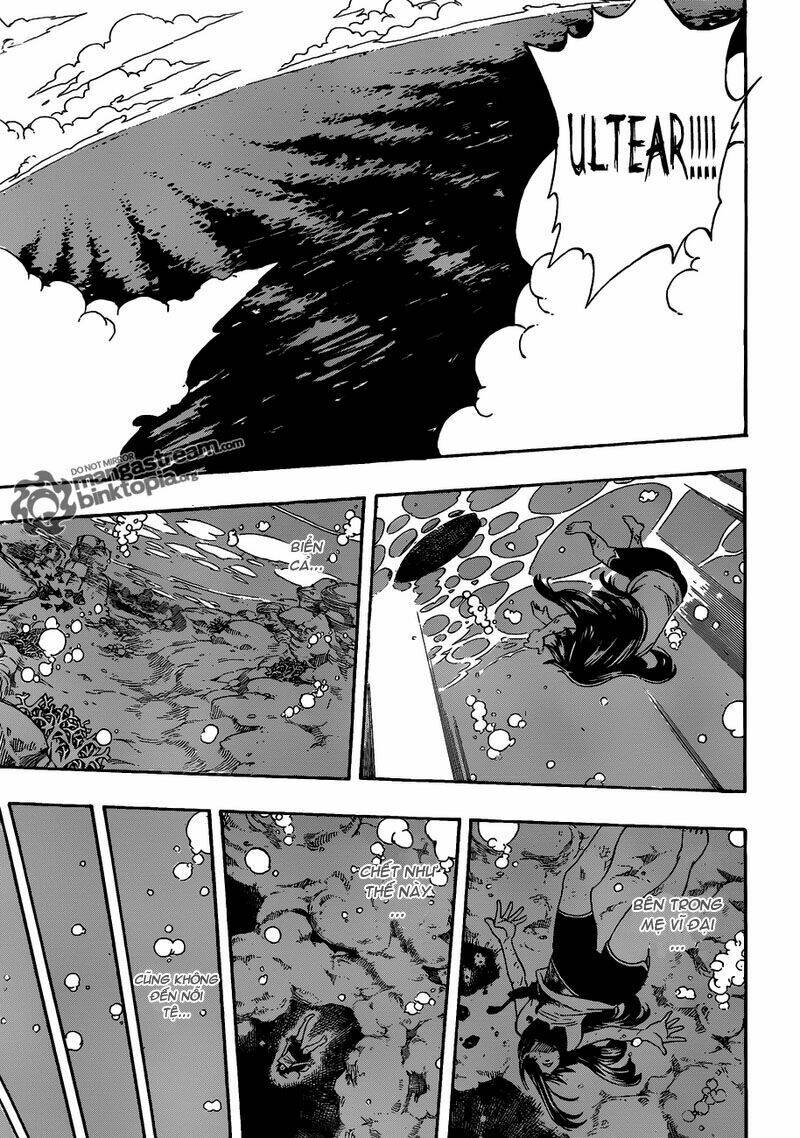 ULTEAR!!!!
DO NOT MIRROR
mangastream.com
binktopia.org
BIỂN
CẢ...
BÊN TRONG
MẸ VĨ ĐẠI
...
CHẾT NHƯ
THẾ NÀY
...
CŨNG KHÔNG
ĐẾN NỖI
TỆ...